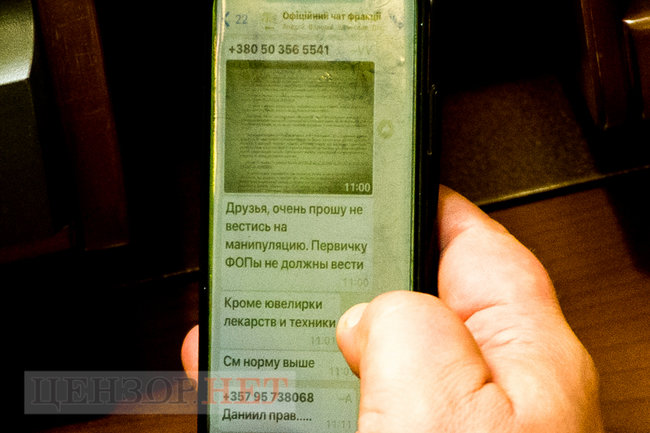 22
Офіційний чат фракції
+380 50 356 5541
11:00
Друзья, очень прошу не
вестись на
манипуляцию. Первичку
ФОПы не должны вести
11:00
Кроме ювелирки
лекарств и техники
См норму выше
+357 95 738068
Даниил прав.....
11:11
ЦЕНЗОР.НЕТ